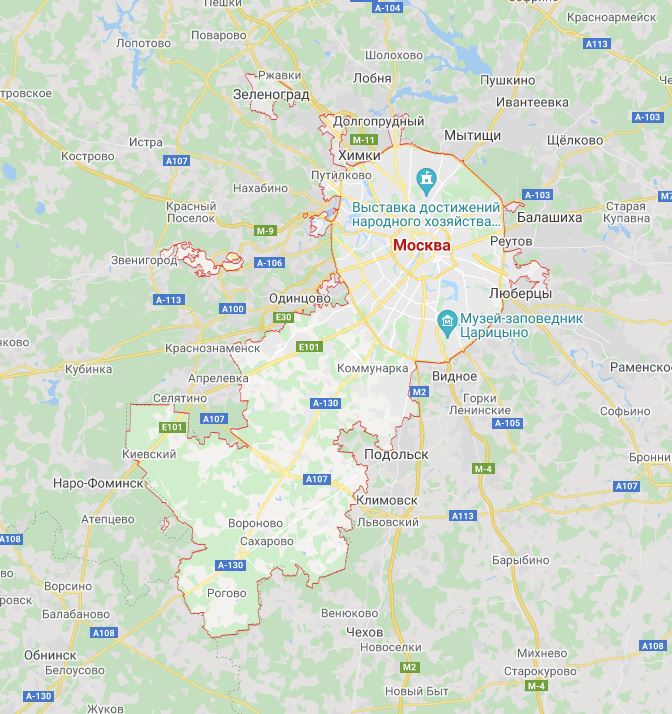 Пешки
А-104
Красноармейск
Поварово
Лопотово
А-113
Шолохово
Ржавки
Лобня
Пушкино
Зеленоград
Ивантеевка
Долгопрудный
А-103
Мытищи
М-11
Истра
Щёлково
Химки
Кострово
А107
Путилково
Нахабино
А-103
Выставка достижений
народного хозяйства...
Красный
Поселок
Старая
Купавна
Балашиха
М-9
Реутов
Москва
Звенигород
А-106
Люберцы
А-113
Одинцово
А100
E30
Музей-заповедник
Царицыно
Краснознаменск
E101
Кубинка
Коммунарка
Раменское
Апрелевка
Видное
М2
Селятино
Горки
Ленинские
А-130
Софьино
А107
А-105
E101
Киевский
Подольск
Бронни
М-4
Наро-Фоминск
А107
А107
Климовск
Атепцево
Вороново
Львовский
А113
А108
Сахарово
Барыбино
А-130
Ворсино
Рогово
Балабаново
Венюково
А108
Чехов
Обнинск
Новоселки
А108
Белоусово
Михнево
М2
Старокурово
М-4
А-130
Новый Быт
Жуков